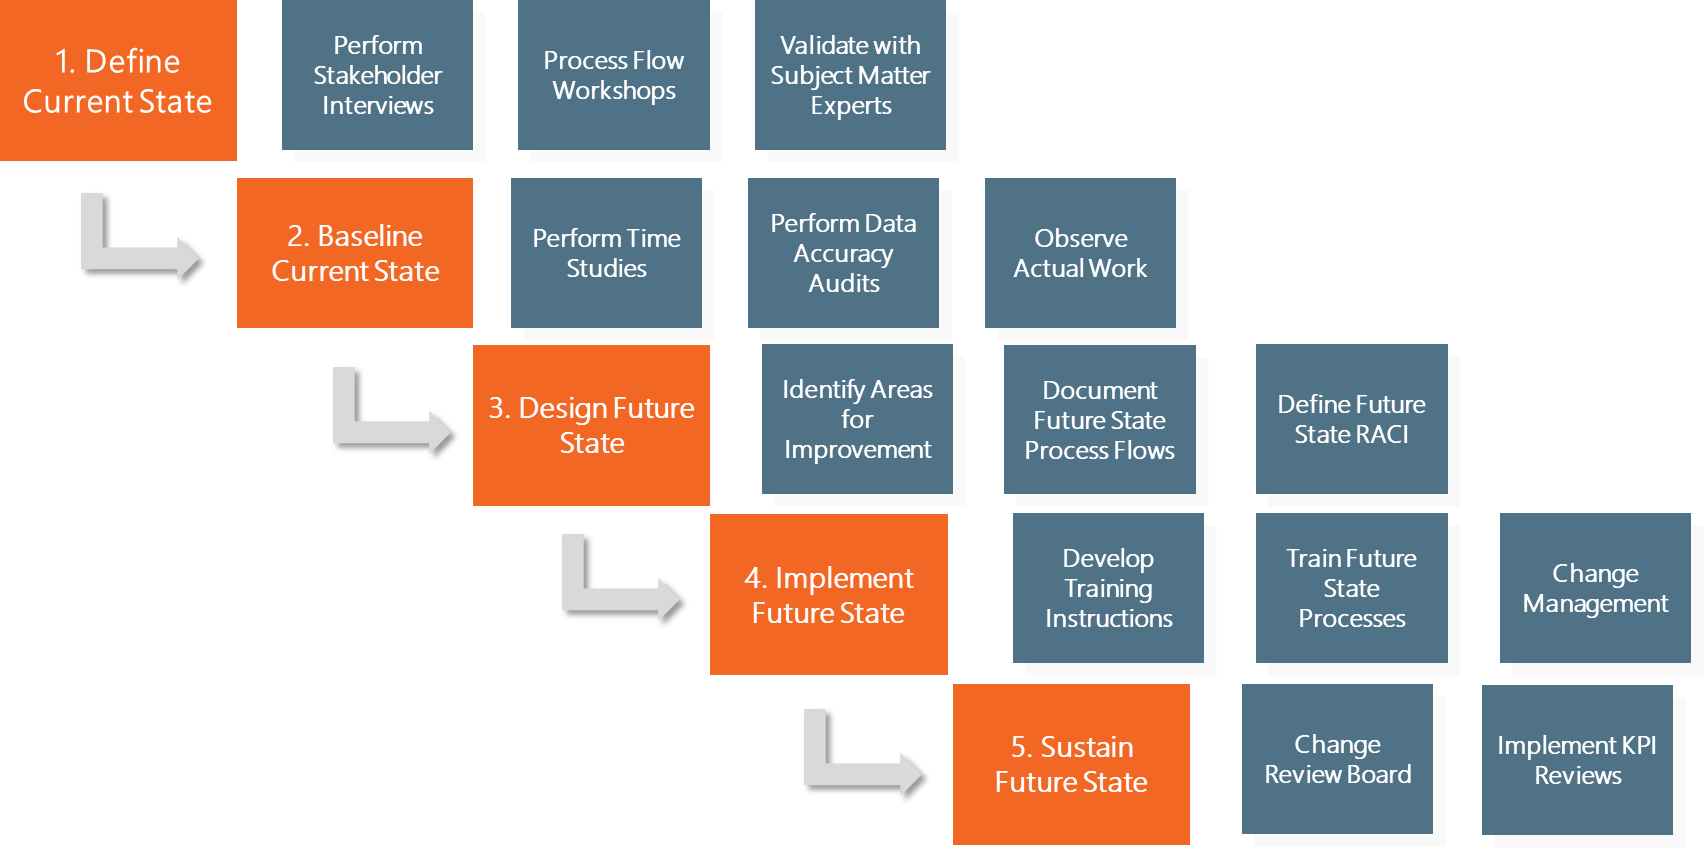 1. Define
Current State
Perform
Stakeholder
Interviews
Process Flow
Workshops
Validate with
Subject Matter
Experts
2. Baseline
Current State
Perform Time
Studies
Perform Data
Accuracy
Audits
Observe
Actual Work
3. Design Future
State
Identify Areas
for
Improvement
Document
Future State
Process Flows
Define Future
State RACI
4. Implement
Future State
Develop
Training
Instructions
Train Future
State
Processes
Change
Management
5. Sustain
Future State
Change
Review Board
Implement KPI
Reviews